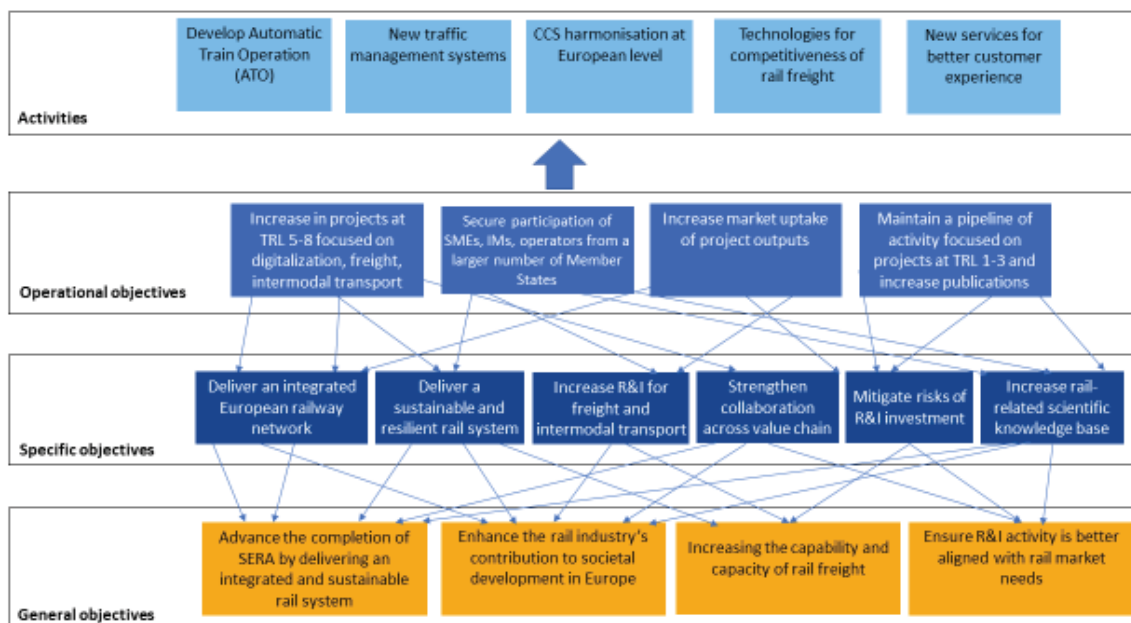 Develop Automatic
Train Operation
(ATO)
New traffic
management systems
CCS harmonisation at
European level
Technologies for
competitiveness of
rail freight
New services for
better customer
experience
Activities
Increase in projects at
TRL 5-8 focused on
digitalization, freight,
intermodal transport
Secure participation of
SMEs, IMs, operators from a
larger number of Member
States
Increase market uptake
of project outputs
Maintain a pipeline of
activity focused on
projects at TRL 1-3 and
increase publications
Operational objectives
Deliver an integrated
European railway
network
Deliver a
sustainable and
resilient rail system
Increase R&I for
freight and
intermodal transport
Strengthen
collaboration
across value chain
Mitigate risks of
R&I investment
Increase rail-
related scientific
knowledge base
Specific objectives
Advance the completion of
SERA by delivering an
integrated and sustainable
rail system
Enhance the rail industry's
contribution to societal
development in Europe
Increasing the capability and
capacity of rail freight
Ensure R&I activity is better
aligned with rail market
needs
General objectives